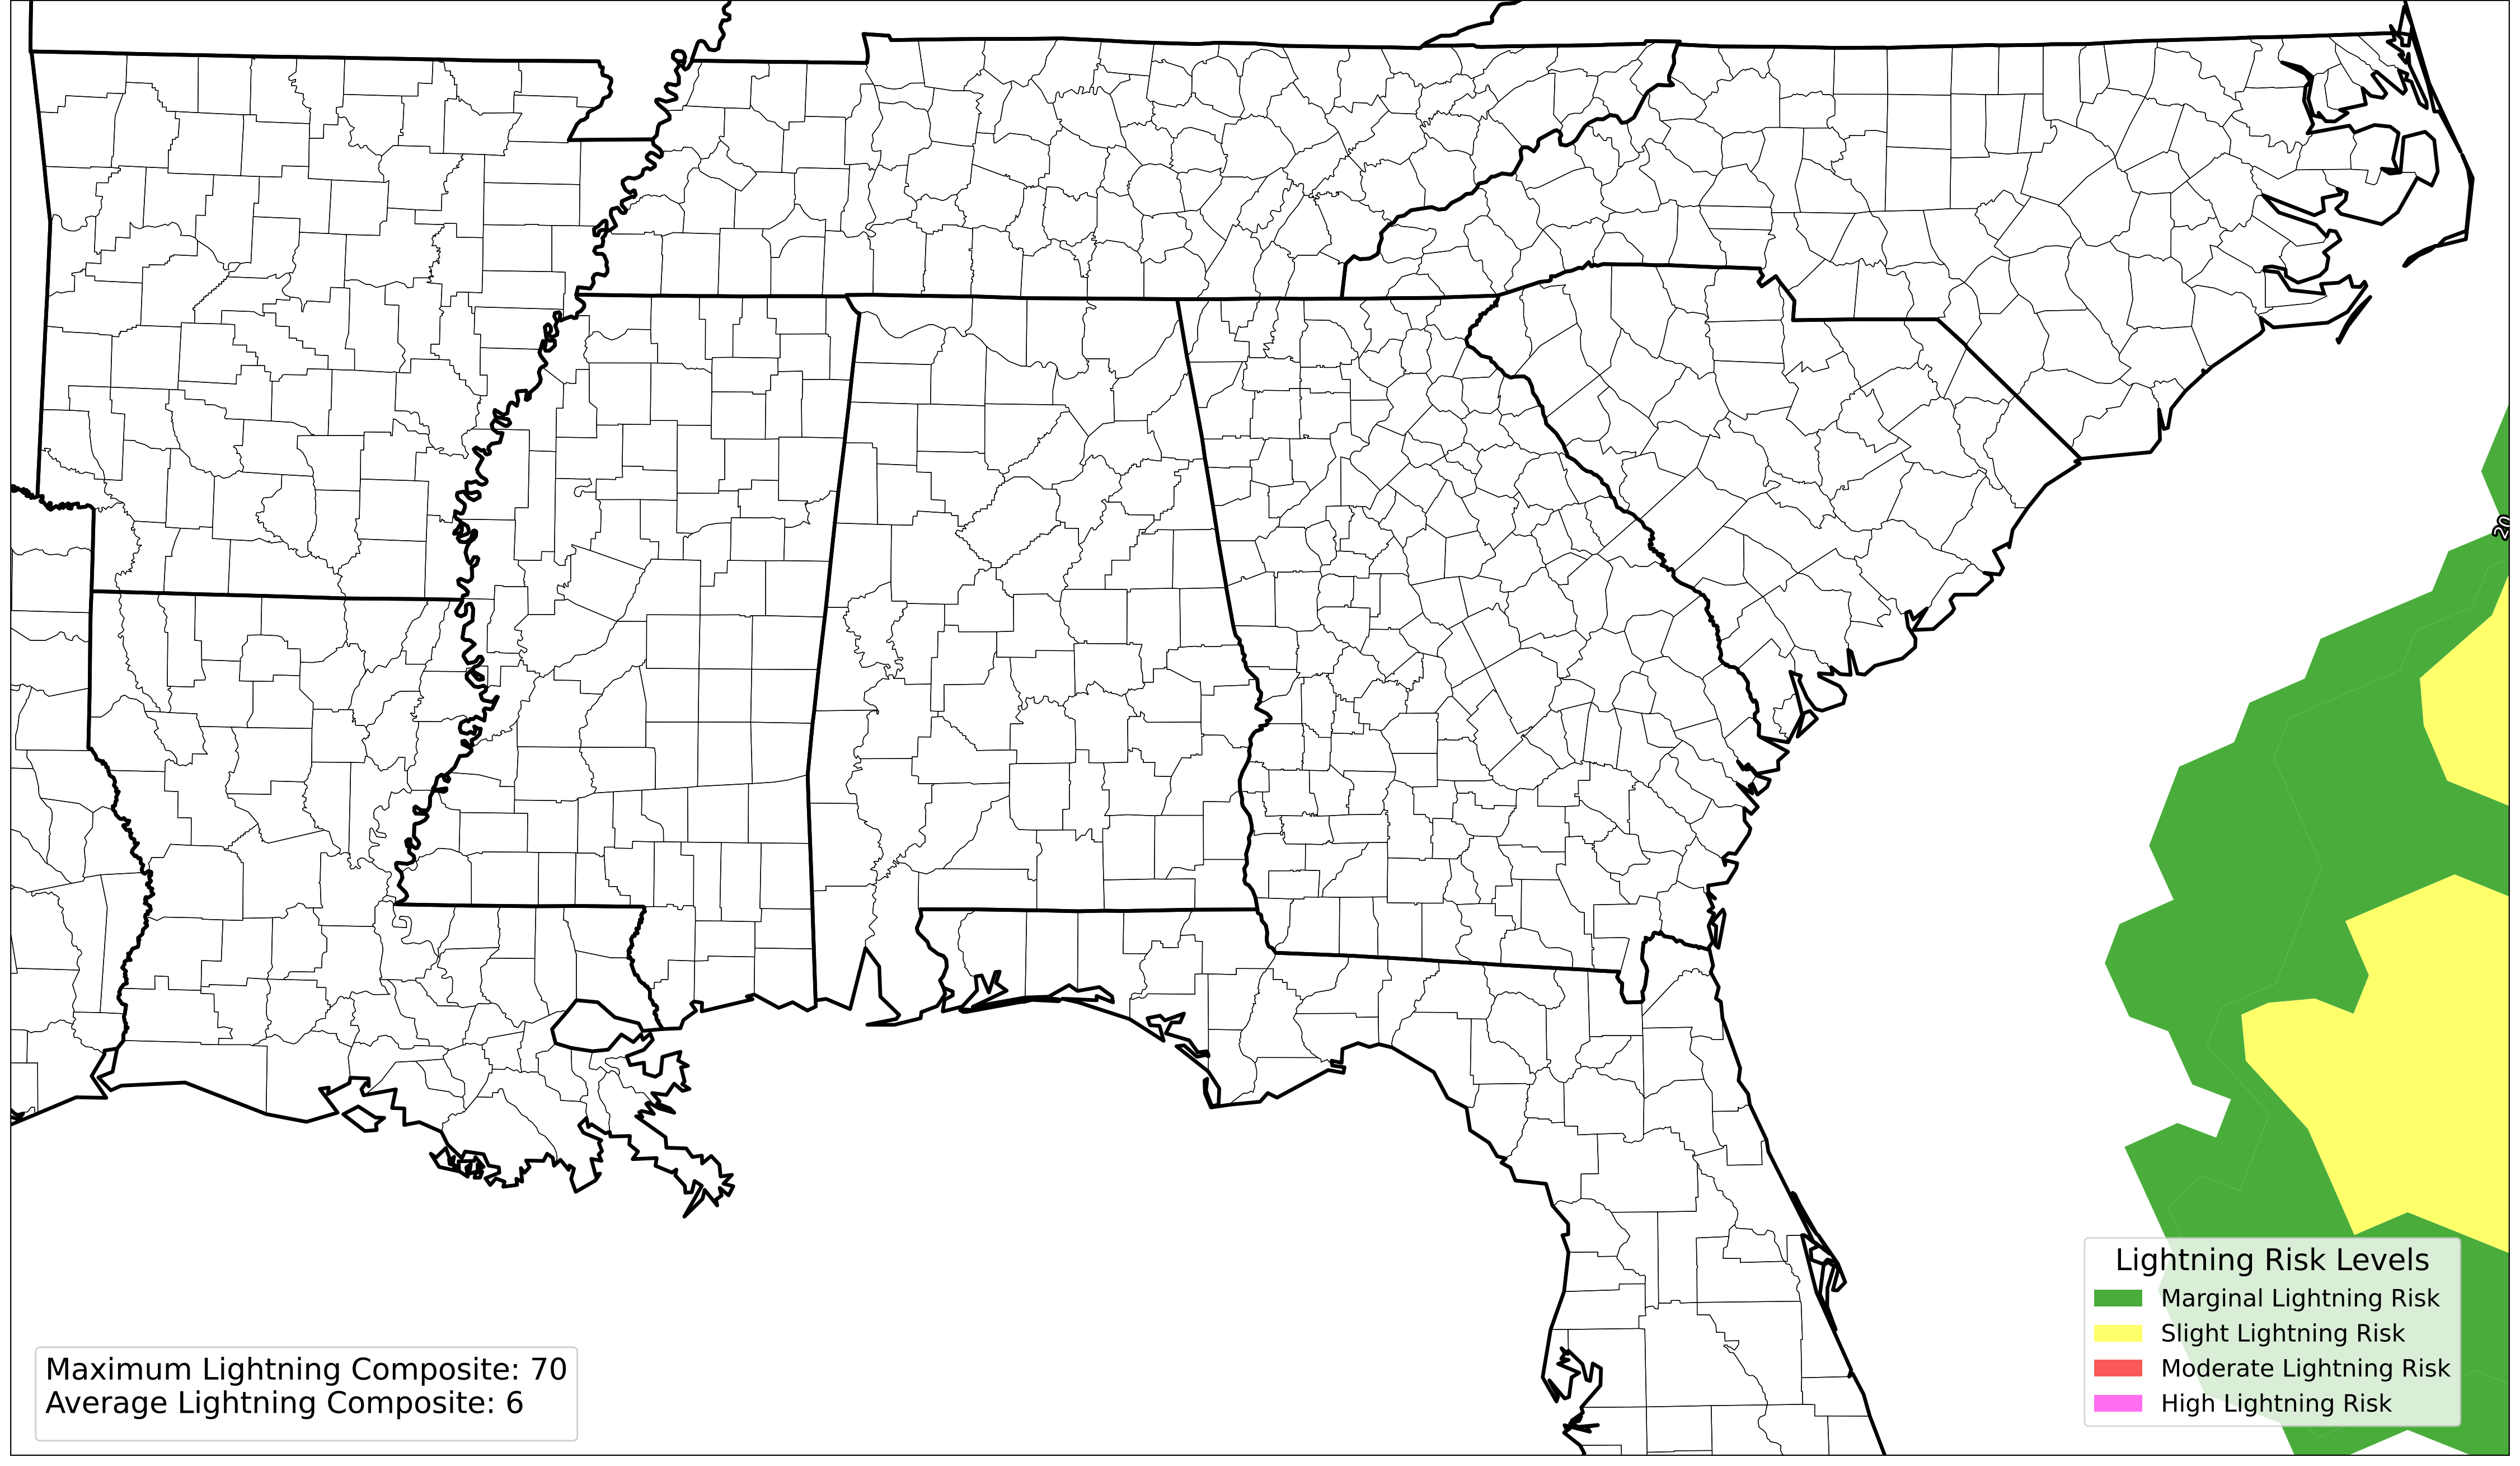 20
Lightning Risk Levels
Marginal Lightning Risk
Slight Lightning Risk
Moderate Lightning Risk
High Lightning Risk
Maximum Lightning Composite: 70
Average Lightning Composite: 6